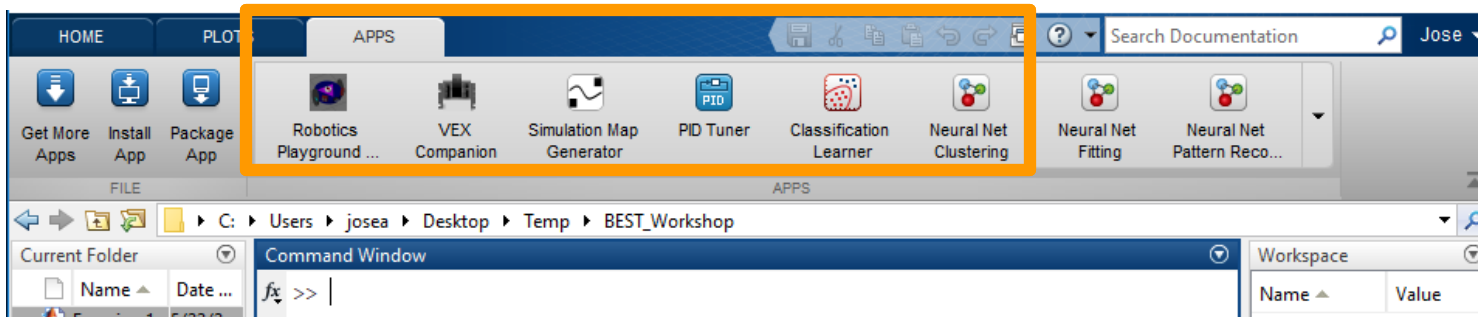 HOME PLOTS APPS Search Documentation Jose
PID
Get More Apps
Install App
Package App
Robotics Playground ...
VEX Companion
Simulation Map Generator
PID Tuner
Classification Learner
Neural Net Clustering
Neural Net Fitting
Neural Net Pattern Reco...
FILE APPS
C: Users josea Desktop Temp BEST_Workshop
Current Folder Command Window Workspace
Name Date ... fx >> Name Value